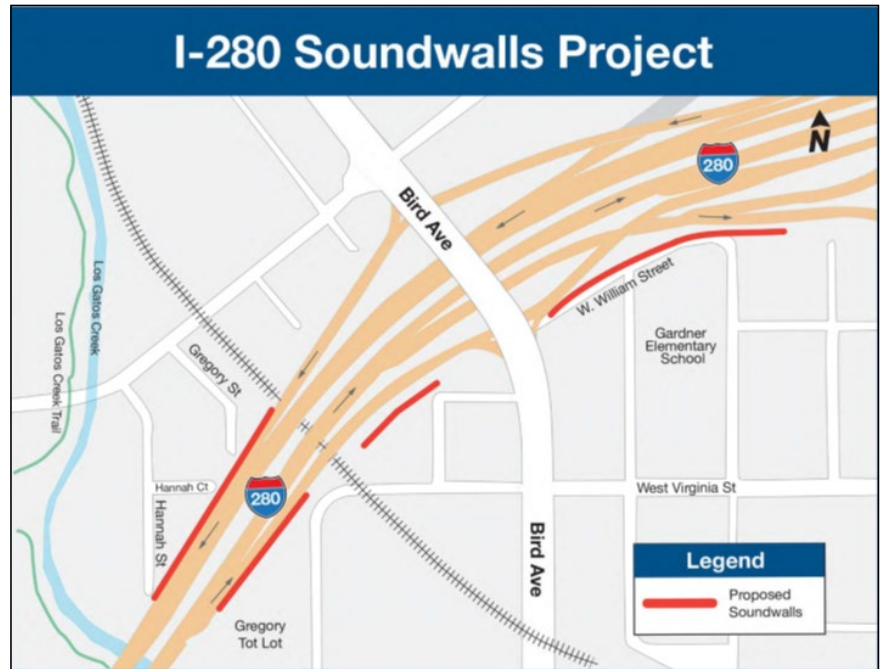 I-280 Soundwalls Project
N
280
Bird Ave
W. William Street
Los Gatos Creek
Los Gatos Creek Trail
Gregory St
Gardner
Elementary
School
Hannah Ct
280
West Virginia St
Hannah St
Bird Ave
Legend
Proposed
Soundwalls
Gregory
Tot Lot